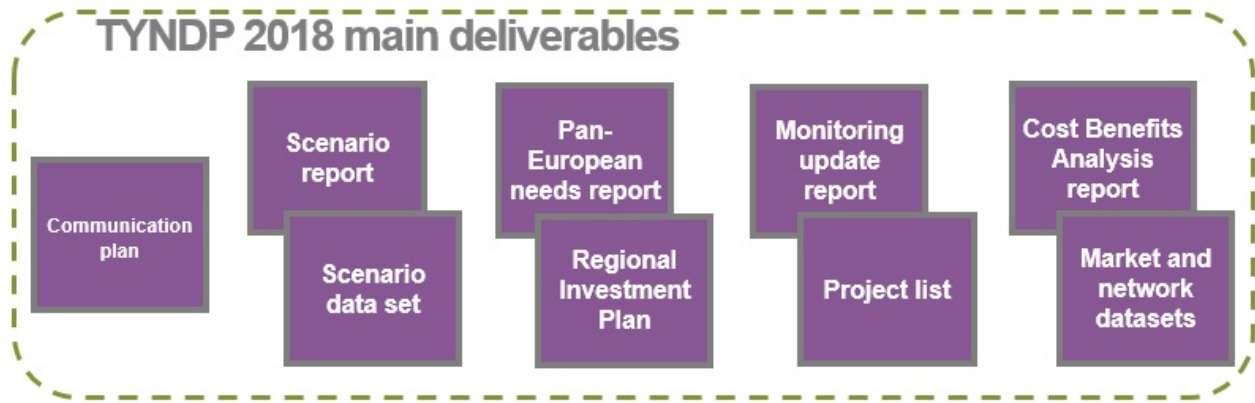 TYNDP 2018 main deliverables
Communication
plan
Scenario
report
Scenario
data set
Pan-
European
needs report
Regional
Investment
Plan
Monitoring
update
report
Project list
Cost Benefits
Analysis
report
Market and
network
datasets